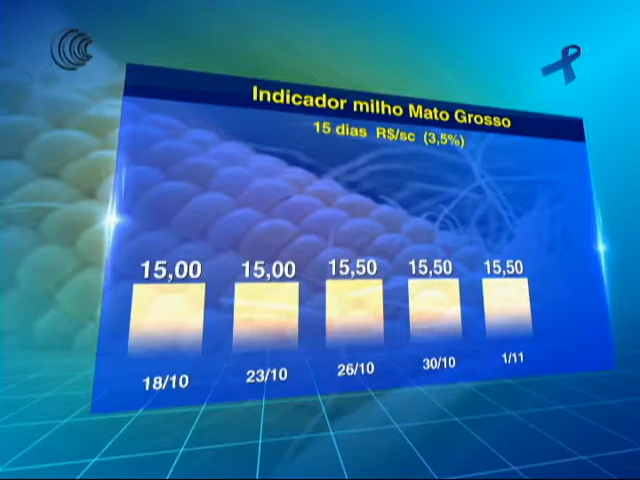 Indicador milho Mato Grosso
15 dias R$/sc (3,5%)
15,00 15,00 15,50 15,50 15,50
18/10 23/10 26/10 30/10 1/11